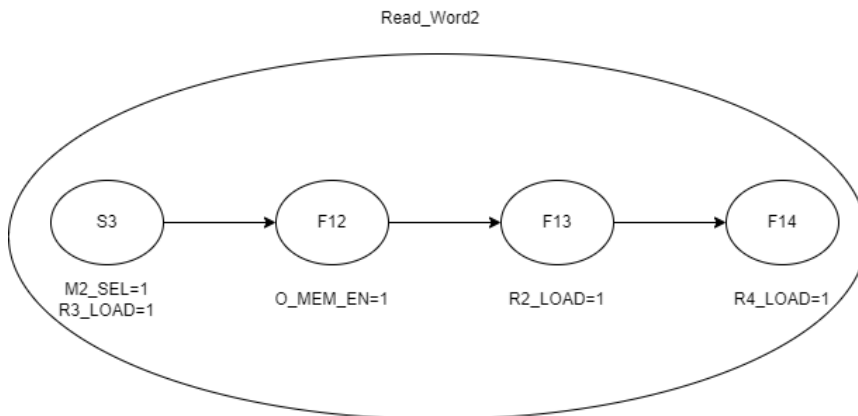 Read_Word2
S3
F12
F13
F14
M2_SEL=1
R3_LOAD=1
O_MEM_EN=1
R2_LOAD=1
R4_LOAD=1